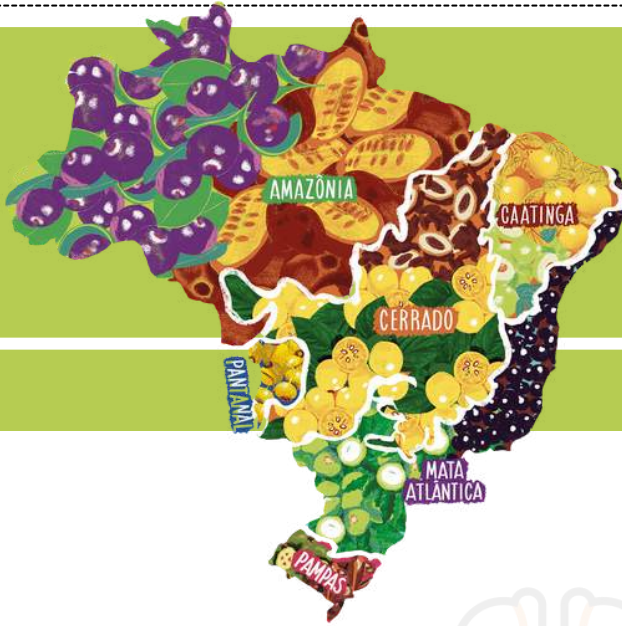 AMAZÔNIA
CAATINGA
CERRADO
PANTANAL
MATA
ATLÂNTICA
PAMPAS